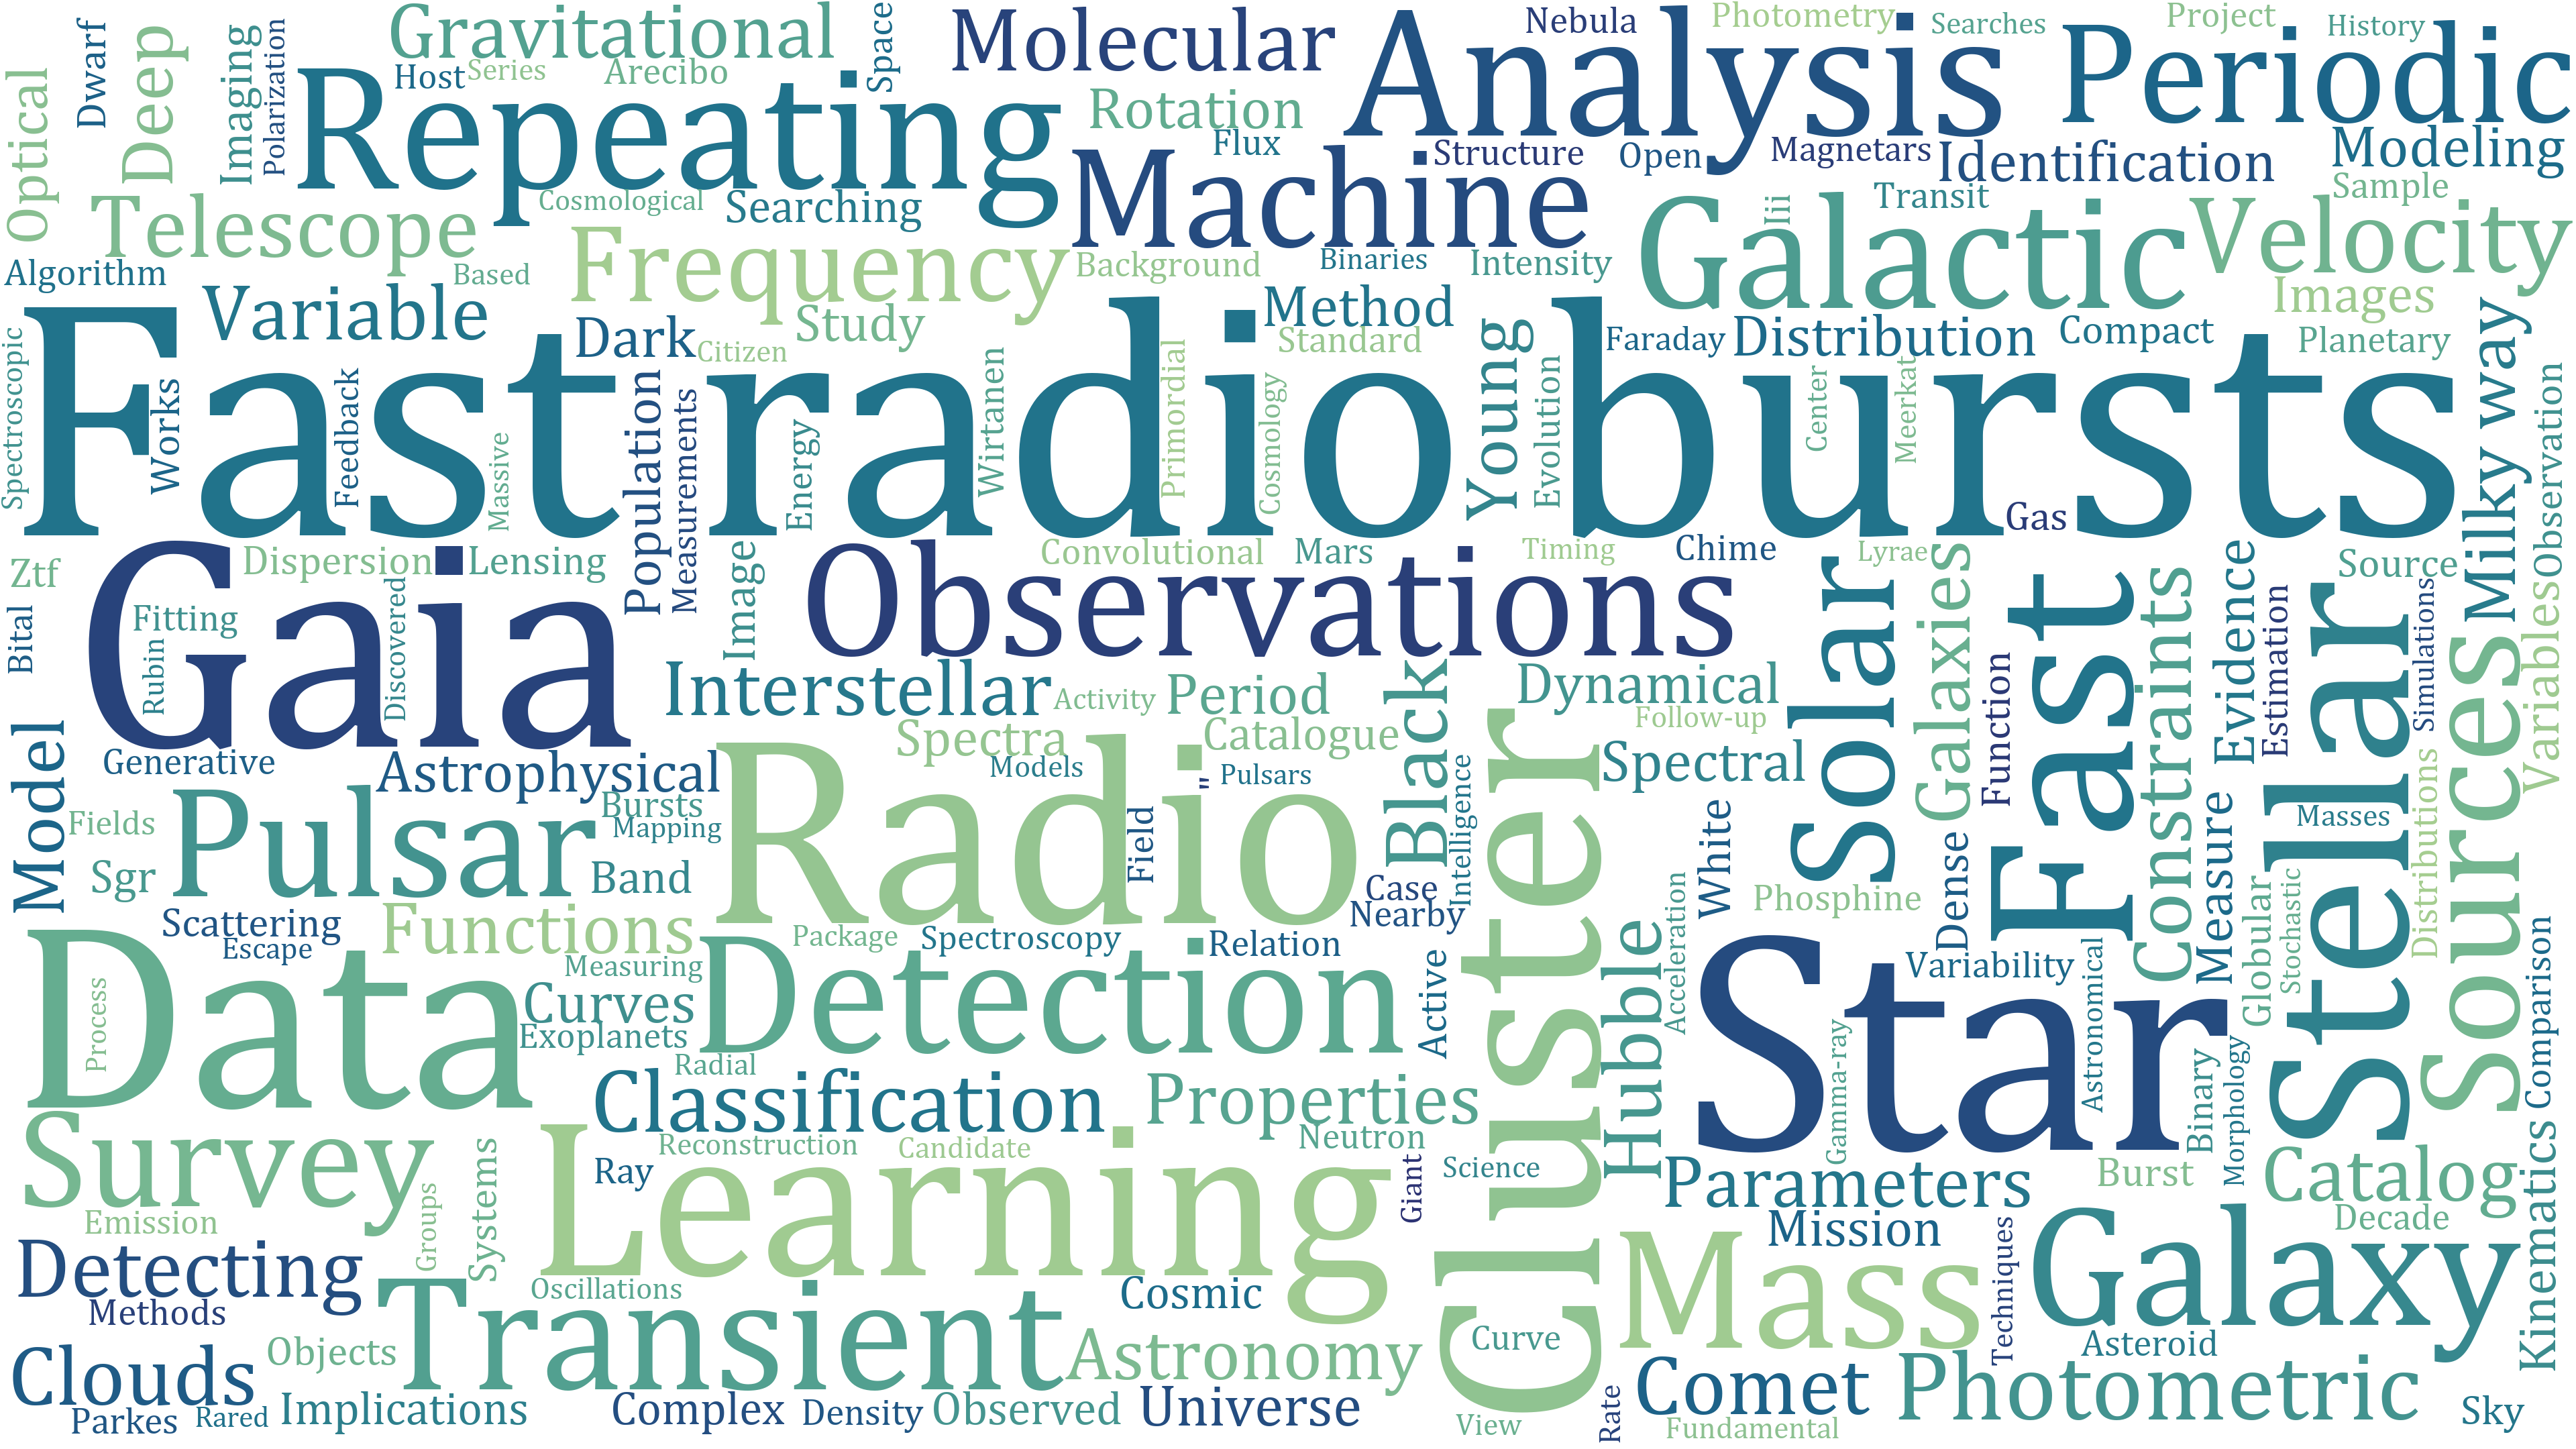 Gravitational
Space
Molecular
Analysis
Nebula
Photometry
Searches
Project
History
Periodic
Dwarf
Optical
Deep
Imaging
Polarization
Host
Series
Arecibo
Repeating
Rotation
Flux
Machine
Structure
Open
Magnetars
Identification
Modeling
Telescope
Cosmological
Searching
Galactic
Iii
Transit
Sample
Velocity
Algorithm
Based
Frequency
Background
Binaries
Intensity
Images
Variable
Dark
Citizen
Study
Method
Standard
Faraday
Distribution
Compact
Planetary
Milky way
Fast radio bursts
Spectroscopic
Works
Feedback
Massive
Population
Measurements
Energy
Wirtanen
Primordial
Cosmology
Young
Evolution
Center
Meerkat
Observation
Gas
Ztf
Dispersion
Lensing
Convolutional
Mars
Timing
Chime
Lyrae
Source
Gaia
Bital
Fitting
Rubin
Discovered
Image
Observations
Solar
Galaxies
Fast
Constraints
Evidence
Estimation
Stellar
Simulations
Sources
Variables
Interstellar
Activity
Period
Black
Dynamical
Follow-up
Function
Model
Generative
Astrophysical
Spectra
Catalogue
Models
"
Pulsars
Spectral
Intelligence
Cluster
Fields
Pulsar
Bursts
Mapping
Radio
Field
White
Measure
Masses
Distributions
Sgr
Band
Case
Nearby
Phosphine
Dense
Globular
Stochastic
Scattering
Escape
Functions
Package
Spectroscopy
Relation
Active
Hubble
Acceleration
Variability
Astronomical
Comparison
Data
Process
Measuring
Curves
Exoplanets
Detection
Radial
Star
Gamma-ray
Binary
Morphology
Classification
Properties
Survey
Systems
Reconstruction
Candidate
Neutron
Ray
Learning
Giant
Science
Parameters
Burst
Catalog
Kinematics
Emission
Groups
Mission
Decade
Detecting
Methods
Oscillations
Cosmic
Mass
Techniques
Galaxy
Clouds
Objects
Transient
Astronomy
Curve
Asteroid
Comet
Photometric
Parkes
Rared
Implications
Complex
Density
Observed
Universe
View
Rate
Fundamental
Sky